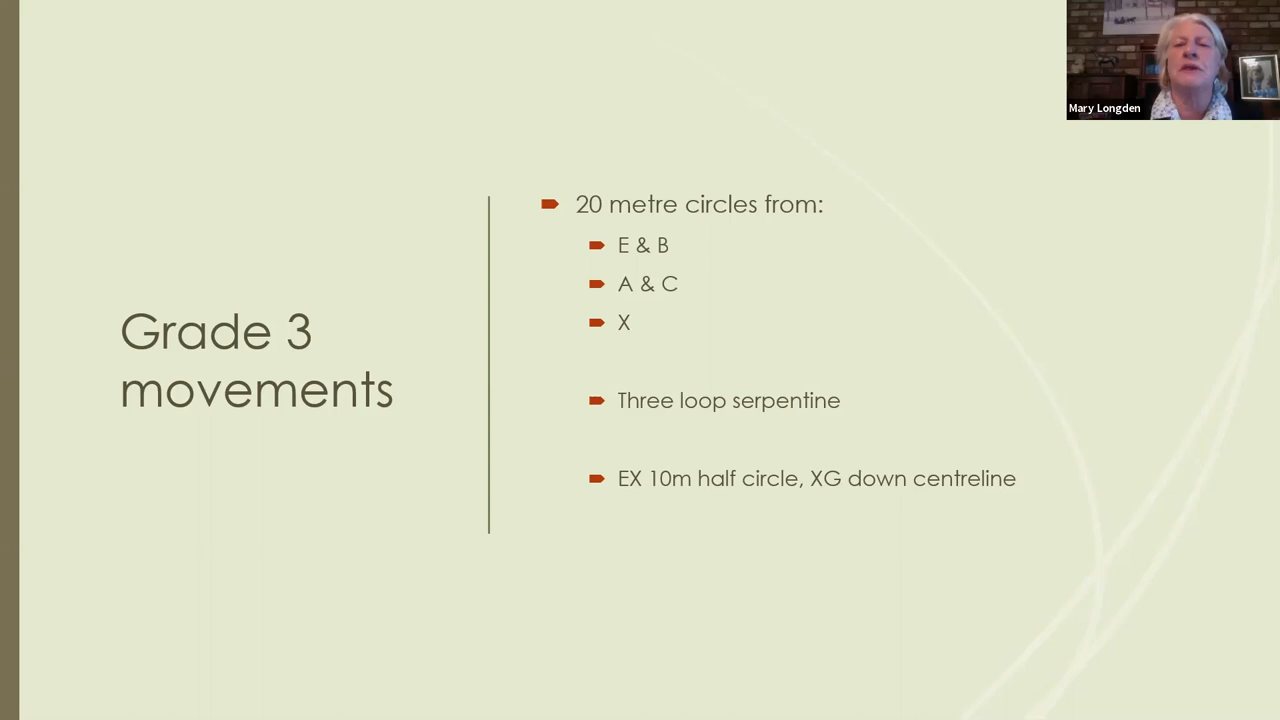 Mary Longden
Grade 3
movements
20 metre circles from:
E & B
A & C
X
Three loop serpentine
EX 10m half circle, XG down centreline